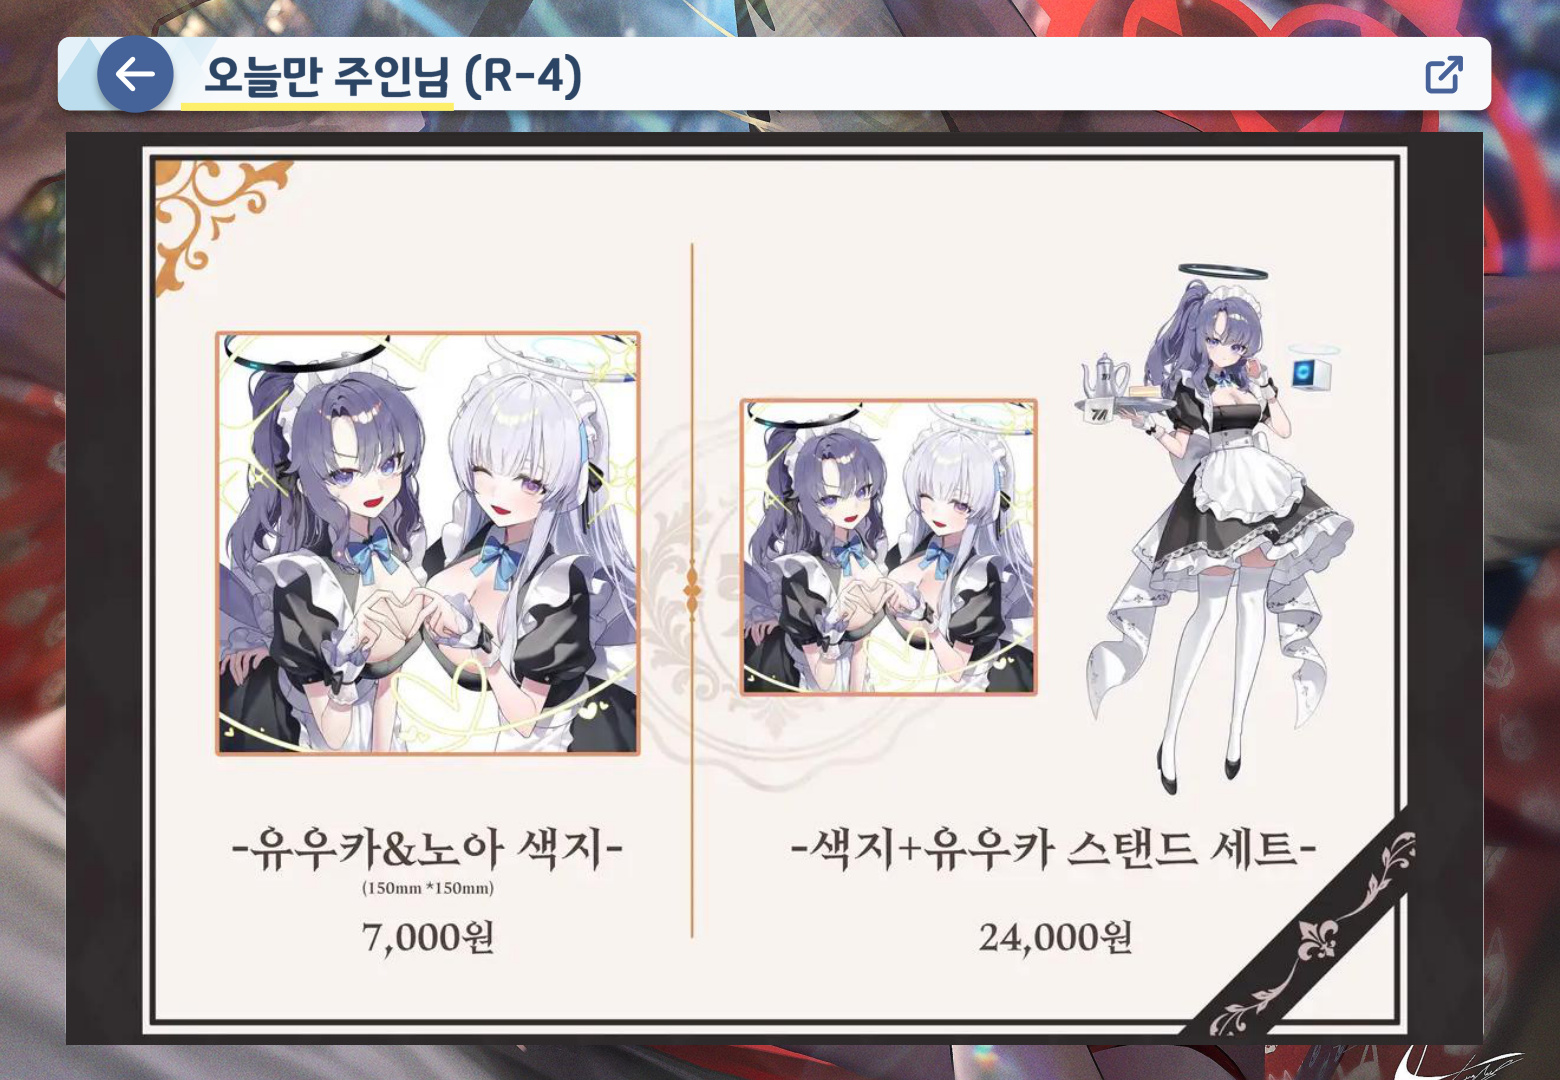 오늘만 주인님 (R-4)
-유우카&노아 색지-
(150mm *150mm)
7,000원
-색지+유우카 스탠드 세트-
24,000원